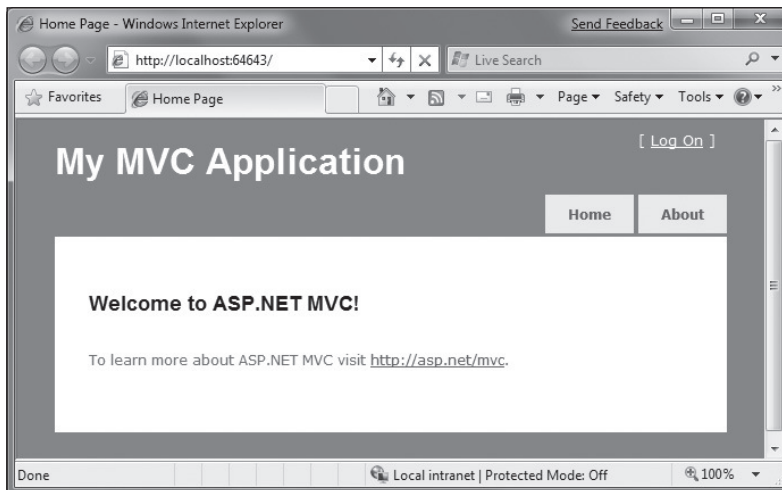 Home Page - Windows Internet Explorer
Send Feedback
http://localhost:64643/
Live Search
Favorites
Home Page
Page
Safety
Tools
My MVC Application
[ Log On ]
Home
About
Welcome to ASP.NET MVC!
To learn more about ASP.NET MVC visit http://asp.net/mvc.
Done
Local intranet | Protected Mode: Off
100%